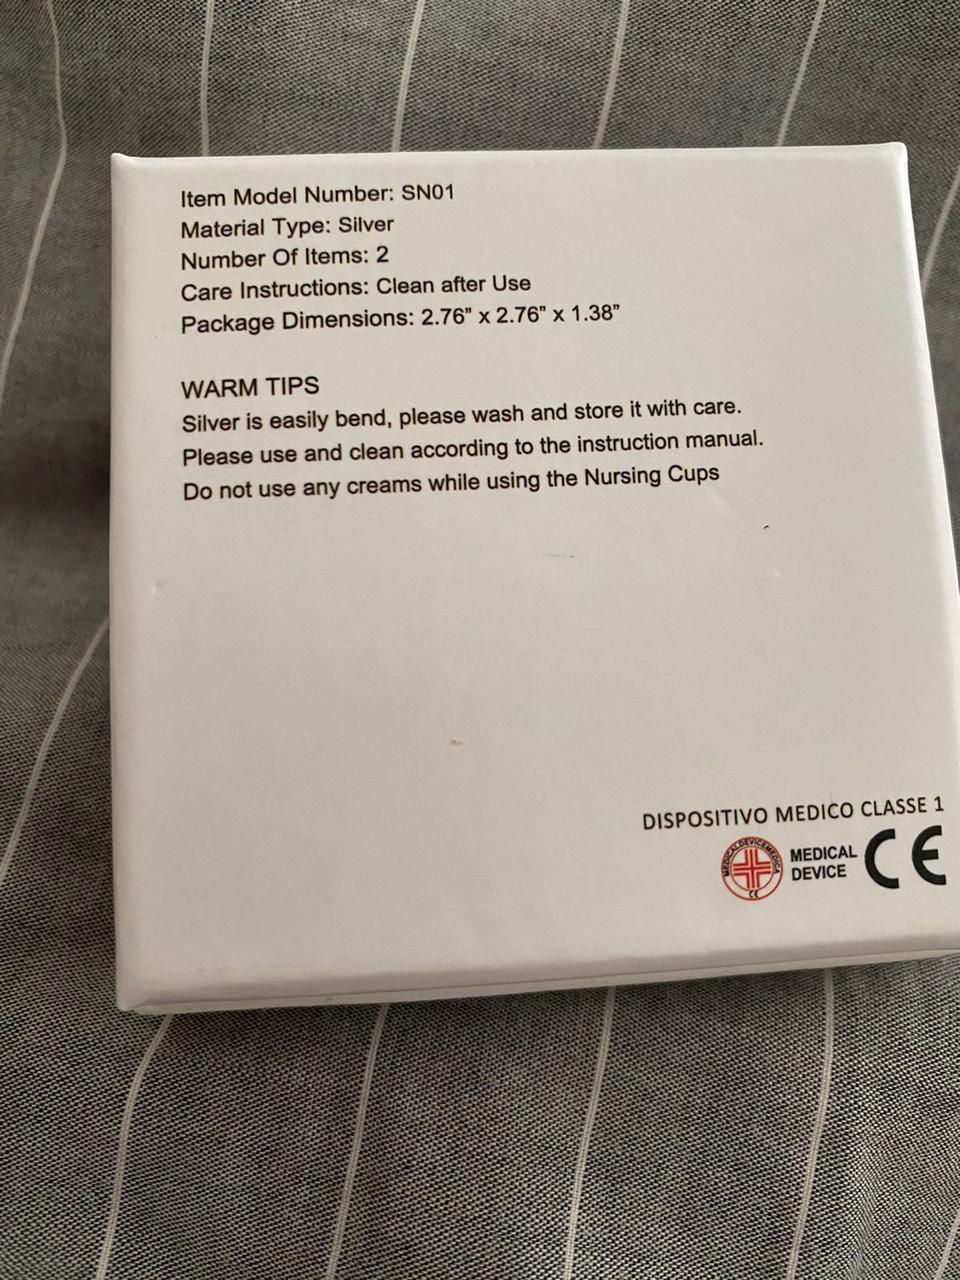 Item Model Number: SN01
Material Type: Silver
Number Of Items: 2
Care Instructions: Clean after Use
Package Dimensions: 2.76” x 2.76” x 1.38”
WARM TIPS
Silver is easily bend, please wash and store it with care.
Please use and clean according to the instruction manual.
Do not use any creams while using the Nursing Cups
DISPOSITIVO MEDICO CLASSE 1
MEDICAL
DEVICE
CE
CE